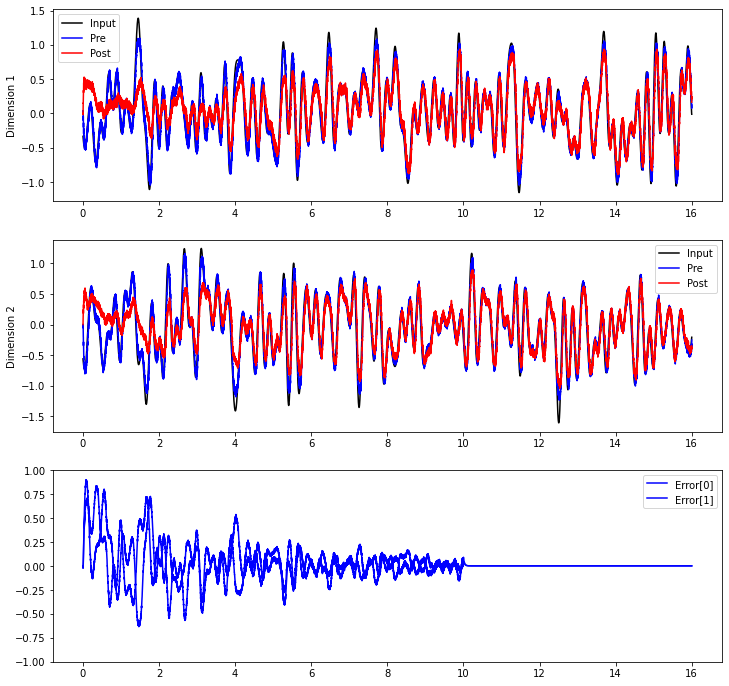 1.5
1.0
0.5
0.0
−0.5
−1.0
Dimension 1
Input
Pre
Post
0 2 4 6 8 10 12 14 16
1.0
0.5
0.0
−0.5
−1.0
−1.5
Dimension 2
Input
Pre
Post
0 2 4 6 8 10 12 14 16
1.00
0.75
0.50
0.25
0.00
−0.25
−0.50
−0.75
−1.00
Error[0]
Error[1]
0 2 4 6 8 10 12 14 16